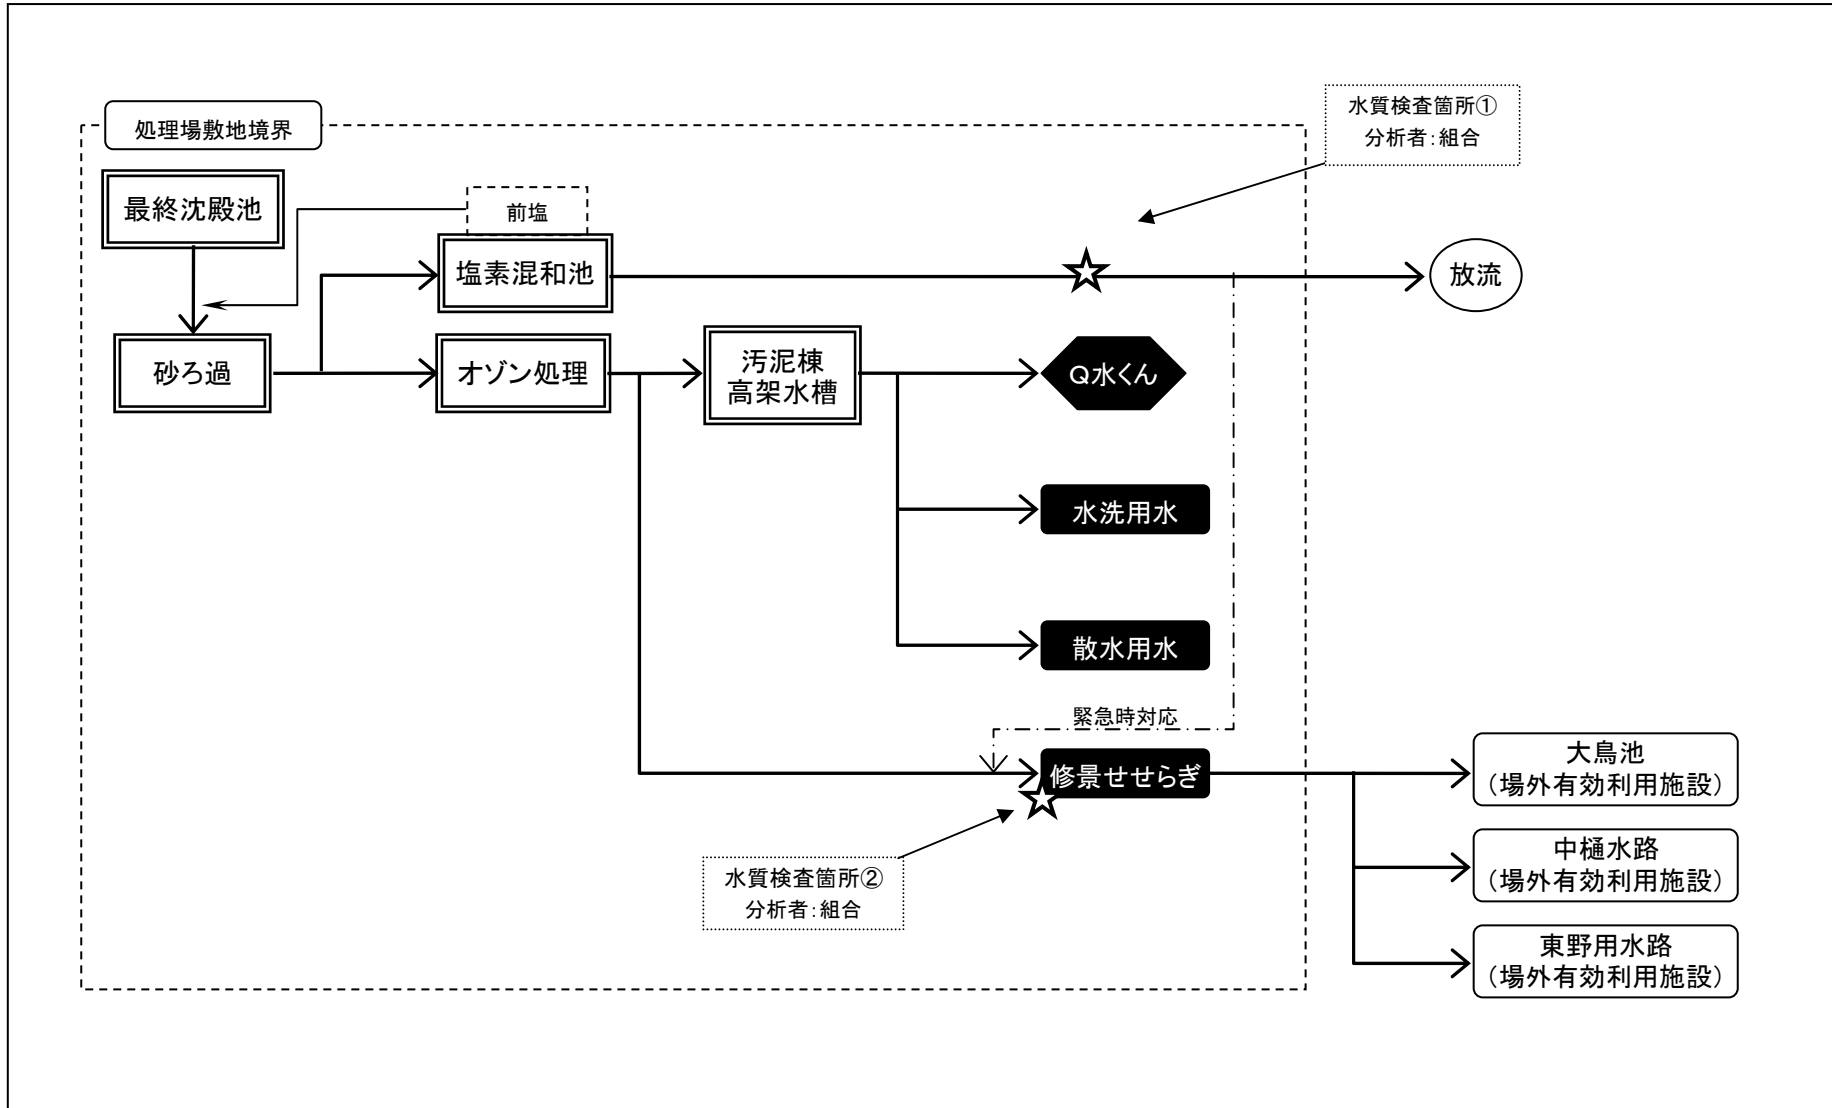 水質検査箇所①
分析者：組合
処理場敷地境界
最終沈殿池
前塩
塩素混和池
放流
砂ろ過
オゾン処理
汚泥棟
高架水槽
Ｑ水くん
水洗用水
散水用水
緊急時対応
修景せせらぎ
大鳥池
（場外有効利用施設）
中樋水路
（場外有効利用施設）
水質検査箇所②
分析者：組合
東野用水路
（場外有効利用施設）